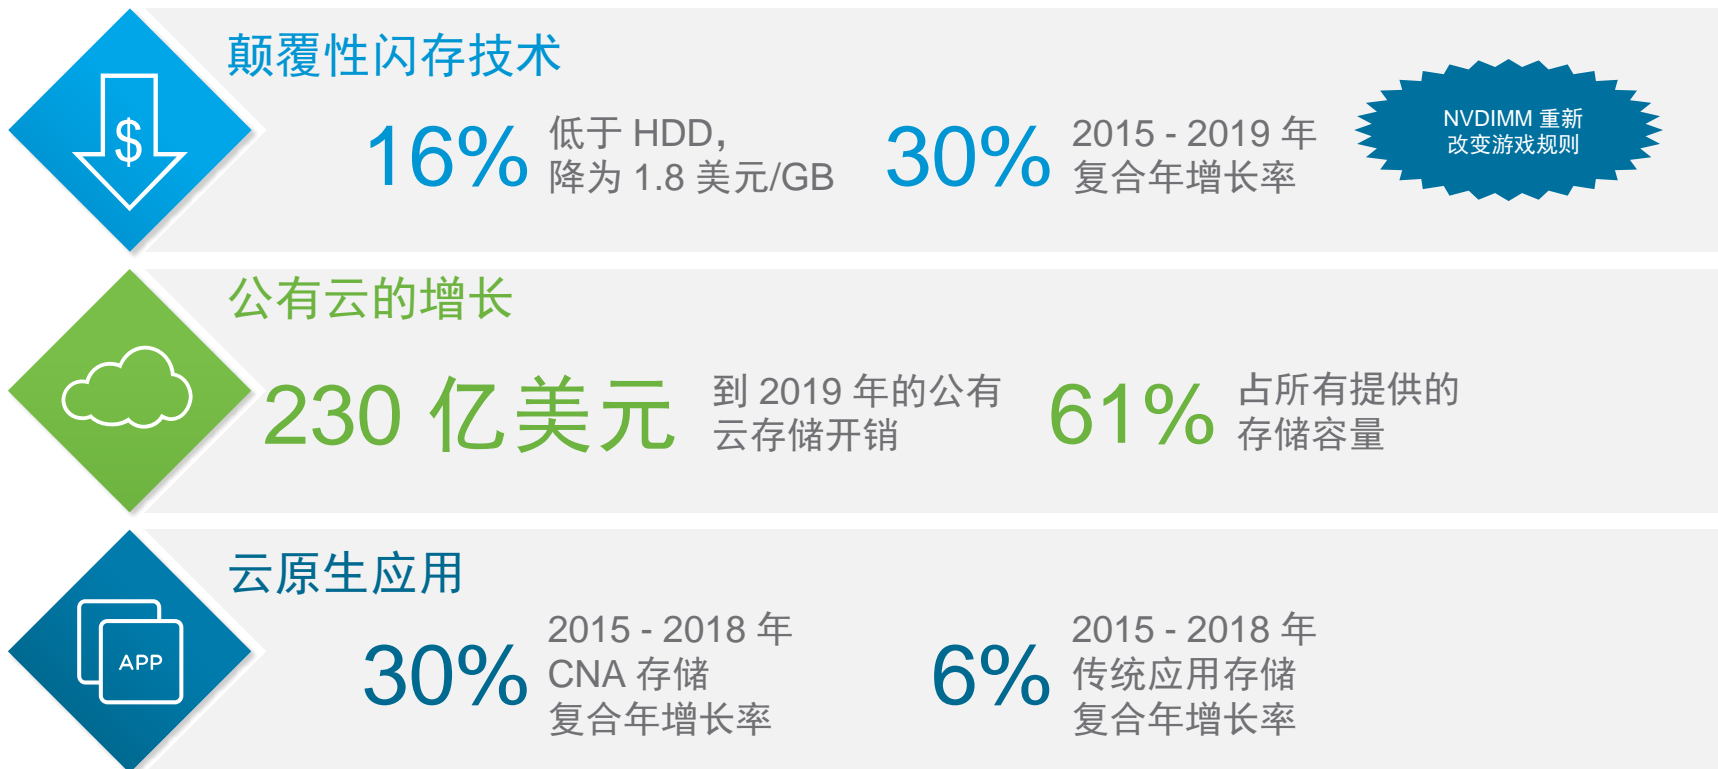 颠覆性闪存技术
$
16%
低于 HDD，
降为 1.8 美元/GB
30%
2015 - 2019 年
复合年增长率
NVDIMM 重新
改变游戏规则
公有云的增长
230 亿美元
到 2019 年的公有
云存储开销
61%
占所有提供的
存储容量
云原生应用
APP
30%
2015 - 2018 年
CNA 存储
复合年增长率
6%
2015 - 2018 年
传统应用存储
复合年增长率